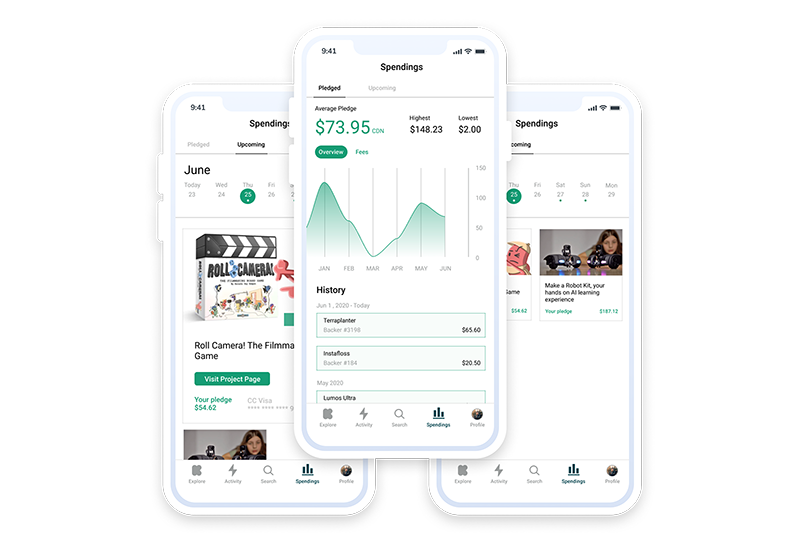 9:41
Spendings
Pledged
Upcoming
June
Today Wed Thu Fri
23 24 25 26
ROLL CAMERA!
THE FILMMAKING BOARD GAME
Roll Camera! The Filmma
Game
Visit Project Page
Your pledge
$54.62
CC Visa
Explore Activity Search Spendings Profile
9:41
Spendings
Pledged Upcoming
Average Pledge
$73.95 CDN
Highest
$148.23
Lowest
$2.00
Overview Fees
150
100
50
0
JAN FEB MAR APR MAY JUN
History
Jun 1 , 2020 - Today
Terraplanter
Backer #3198
$65.60
Instafloss
Backer #184
$20.50
May 2020
Lumos Ultra
Explore Activity Search Spendings Profile
Spendings
oming
Thu Fri Sat Sun Mon
25 26 27 28 29
Game
$54.62
Make a Robot Kit, your
hands on AI learning
experience
Your pledge $187.12
Explore Activity Search Spendings Profile